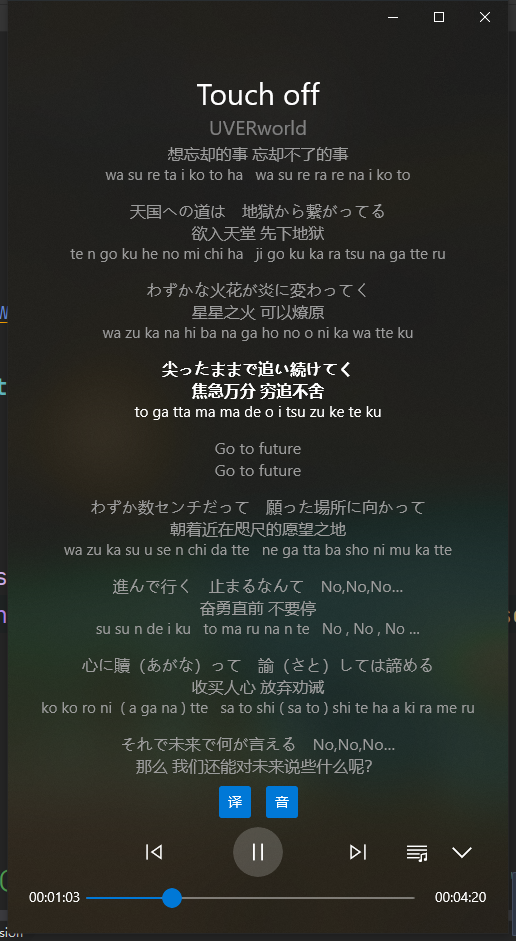 Touch off
UVERworld
想忘却的事 忘却不了的事
wa su re ta i ko to ha   wa su re ra re na i ko to
天国への道は　地獄から繋がってる
欲入天堂 先下地狱
te n go ku he no mi chi ha   ji go ku ka ra tsu na ga tte ru
わずかな火花が炎に変わってく
星星之火 可以燎原
wa zu ka na hi ba na ga ho no o ni ka wa tte ku
尖ったままで追い続けてく
焦急万分 穷追不舍
to ga tta ma ma de o i tsu zu ke te ku
Go to future
Go to future
わずか数センチだって　願った場所に向かって
朝着近在咫尺的愿望之地
wa zu ka su u se n chi da tte   ne ga tta ba sho ni mu ka tte
進んで行く　止まるなんて　No,No,No...
奋勇直前 不要停
su su n de i ku   to ma ru na n te   No , No , No ...
心に贖（あがな）って　諭（さと）しては諦める
收买人心 放弃劝诫
ko ko ro ni  ( a ga na ) tte   sa to shi ( sa to ) shi te ha a ki ra me ru
それで未来で何が言える　No,No,No...
那么 我们还能对未来说些什么呢?
译 音
00:01:03 00:04:20
sion